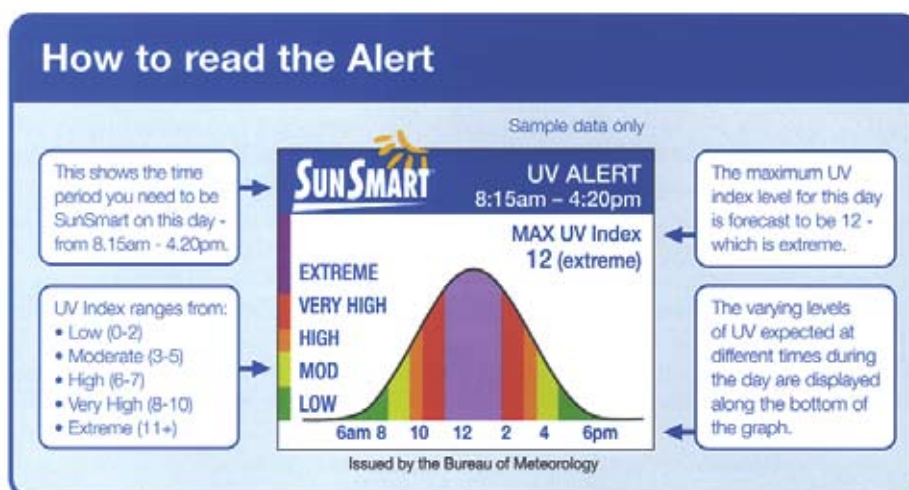 How to read the Alert
Sample data only
This shows the time
period you need to be
SunSmart on this day -
from 8.15am - 4.20pm.
UV Index ranges from:
• Low (0-2)
• Moderate (3-5)
• High (6-7)
• Very High (8-10)
• Extreme (11+)
SUNSMART
UV ALERT
8:15am – 4:20pm
MAX UV Index
12 (extreme)
EXTREME
VERY HIGH
HIGH
MOD
LOW
6am 8 10 12 2 4 6pm
Issued by the Bureau of Meteorology
The maximum UV
index level for this day
is forecast to be 12 -
which is extreme.
The varying levels
of UV expected at
different times during
the day are displayed
along the bottom of
the graph.